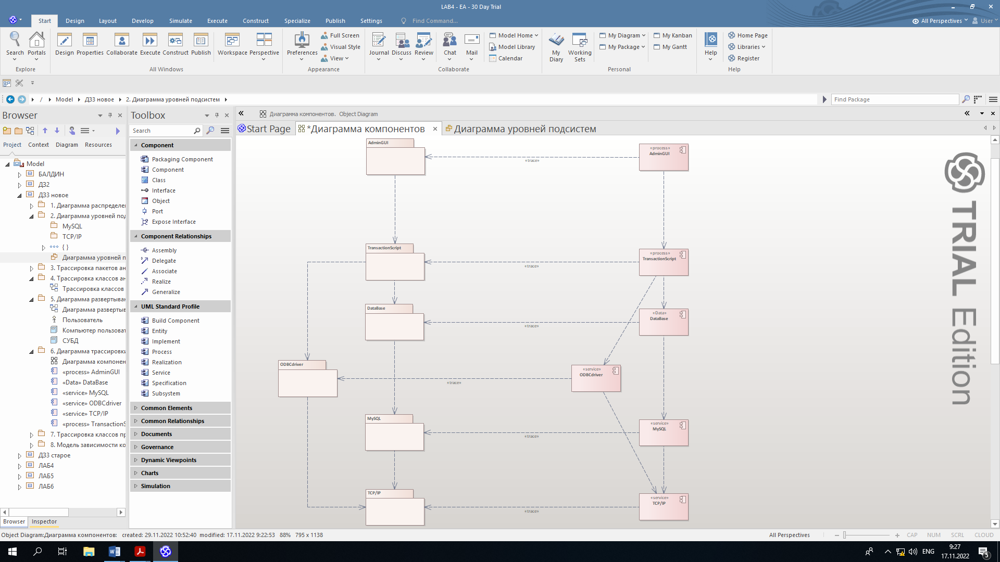 LAB4 - EA - 30 Day Trial
Start Design Layout Develop Simulate Execute Construct Specialize Publish Settings Find Command... All Perspectives User
Search Portals Design Properties Collaborate Execute Construct Publish Workspace Perspective Preferences Full Screen Journal Discuss Review Chat Mail Model Home My Diary Working Sets My Diagram My Kanban Help Home Page
Visual Style Model Library My Package My Gantt Libraries
View Calendar Register
Explore All Windows Appearance Collaborate Personal Help
/ Model ДЗ3 новое 2. Диаграмма уровней подсистем Find Package
Browser
Project Context Diagram Resources
Model
БАЛДИН
ДЗ2
ДЗ3 новое
1. Диаграмма распределе
2. Диаграмма уровней под
MySQL
TCP/IP
{ }
Диаграмма уровней п
3. Трассировка пакетов ан
4. Трассировка классов ан
Трассировка классов
5. Диаграмма развертыван
Диаграмма развертыв
Пользователь
Компьютер пользоват
СУБД
6. Диаграмма трассировки
Диаграмма компонен
«process» AdminGUI
«Data» DataBase
«service» MySQL
«service» ODBCdriver
«service» TCP/IP
«process» TransactionS
7. Трассировка классов пр
8. Модель зависимости ко
ДЗ3 старое
ЛАБ4
ЛАБ5
ЛАБ6
Browser Inspector
Toolbox
Search
Component
Packaging Component
Component
Class
Interface
Object
Port
Expose Interface
Component Relationships
Assembly
Delegate
Associate
Realize
Generalize
UML Standard Profile
Build Component
Entity
Implement
Process
Realization
Service
Specification
Subsystem
Common Elements
Common Relationships
Documents
Governance
Dynamic Viewpoints
Charts
Simulation
Диаграмма компонентов. Object Diagram
Start Page *Диаграмма компонентов Диаграмма уровней подсистем
AdminGUI
«process»
AdminGUI
«trace»
TransactionScript
«process»
TransactionScript
«trace»
DataBase
«Data»
DataBase
«trace»
ODBCdriver
«service»
ODBCdriver
«trace»
MySQL
«service»
MySQL
«trace»
TCP/IP
«service»
TCP/IP
«trace»
TRIAL Edition
Object Diagram:Диаграмма компонентов: created: 29.11.2022 10:52:40 modified: 17.11.2022 9:22:53 88% 795 x 1138 All Perspectives CAP NUM SCRL CLOUD
ENG 9:27
17.11.2022
5